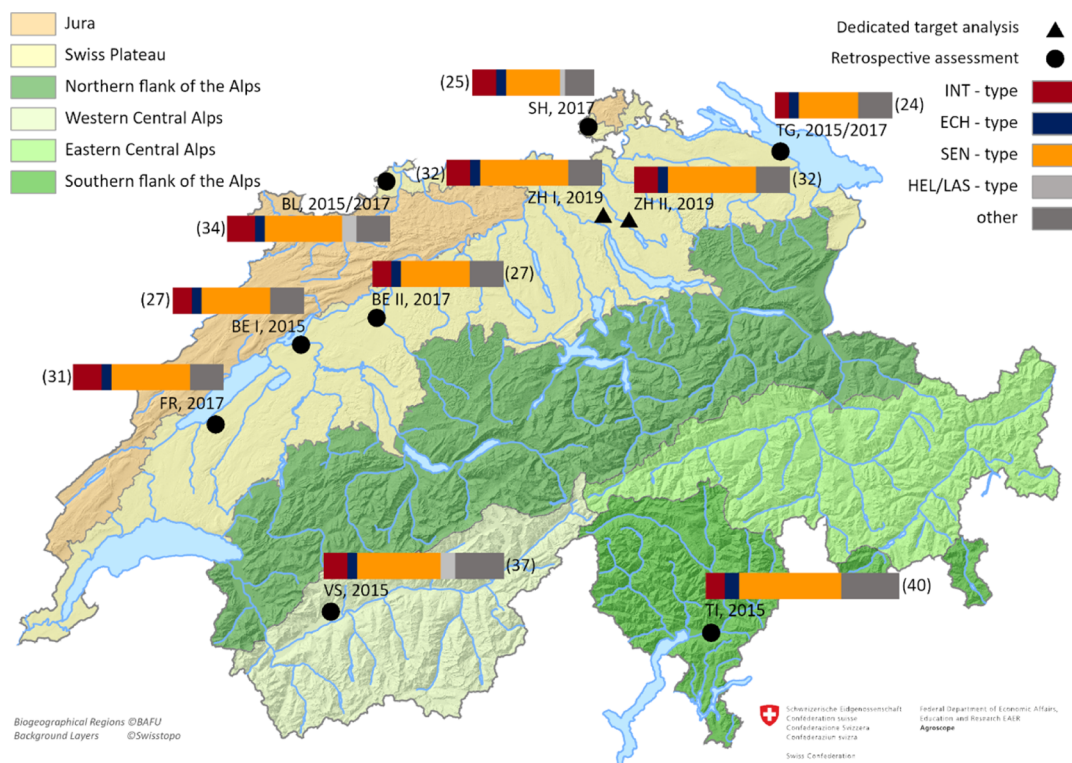 Jura
Swiss Plateau
Northern flank of the Alps
Western Central Alps
Eastern Central Alps
Southern flank of the Alps
Dedicated target analysis
Retrospective assessment
INT - type
ECH - type
SEN - type
HEL/LAS - type
other
(25)
SH, 2017
(24)
TG, 2015/2017
(32)
ZH I, 2019
(32)
ZH II, 2019
BL, 2015/2017
(34)
(27)
BE II, 2017
(27)
BE I, 2015
(31)
FR, 2017
(37)
VS, 2015
(40)
TI, 2015
Biogeographical Regions ©BAFU
Background Layers ©Swisstopo
Schweizerische Eidgenossenschaft
Confédération suisse
Confederazione Svizzera
Confederaziun svizra
Swiss Confederation
Federal Department of Economic Affairs,
Education and Research EAER
Agroscope